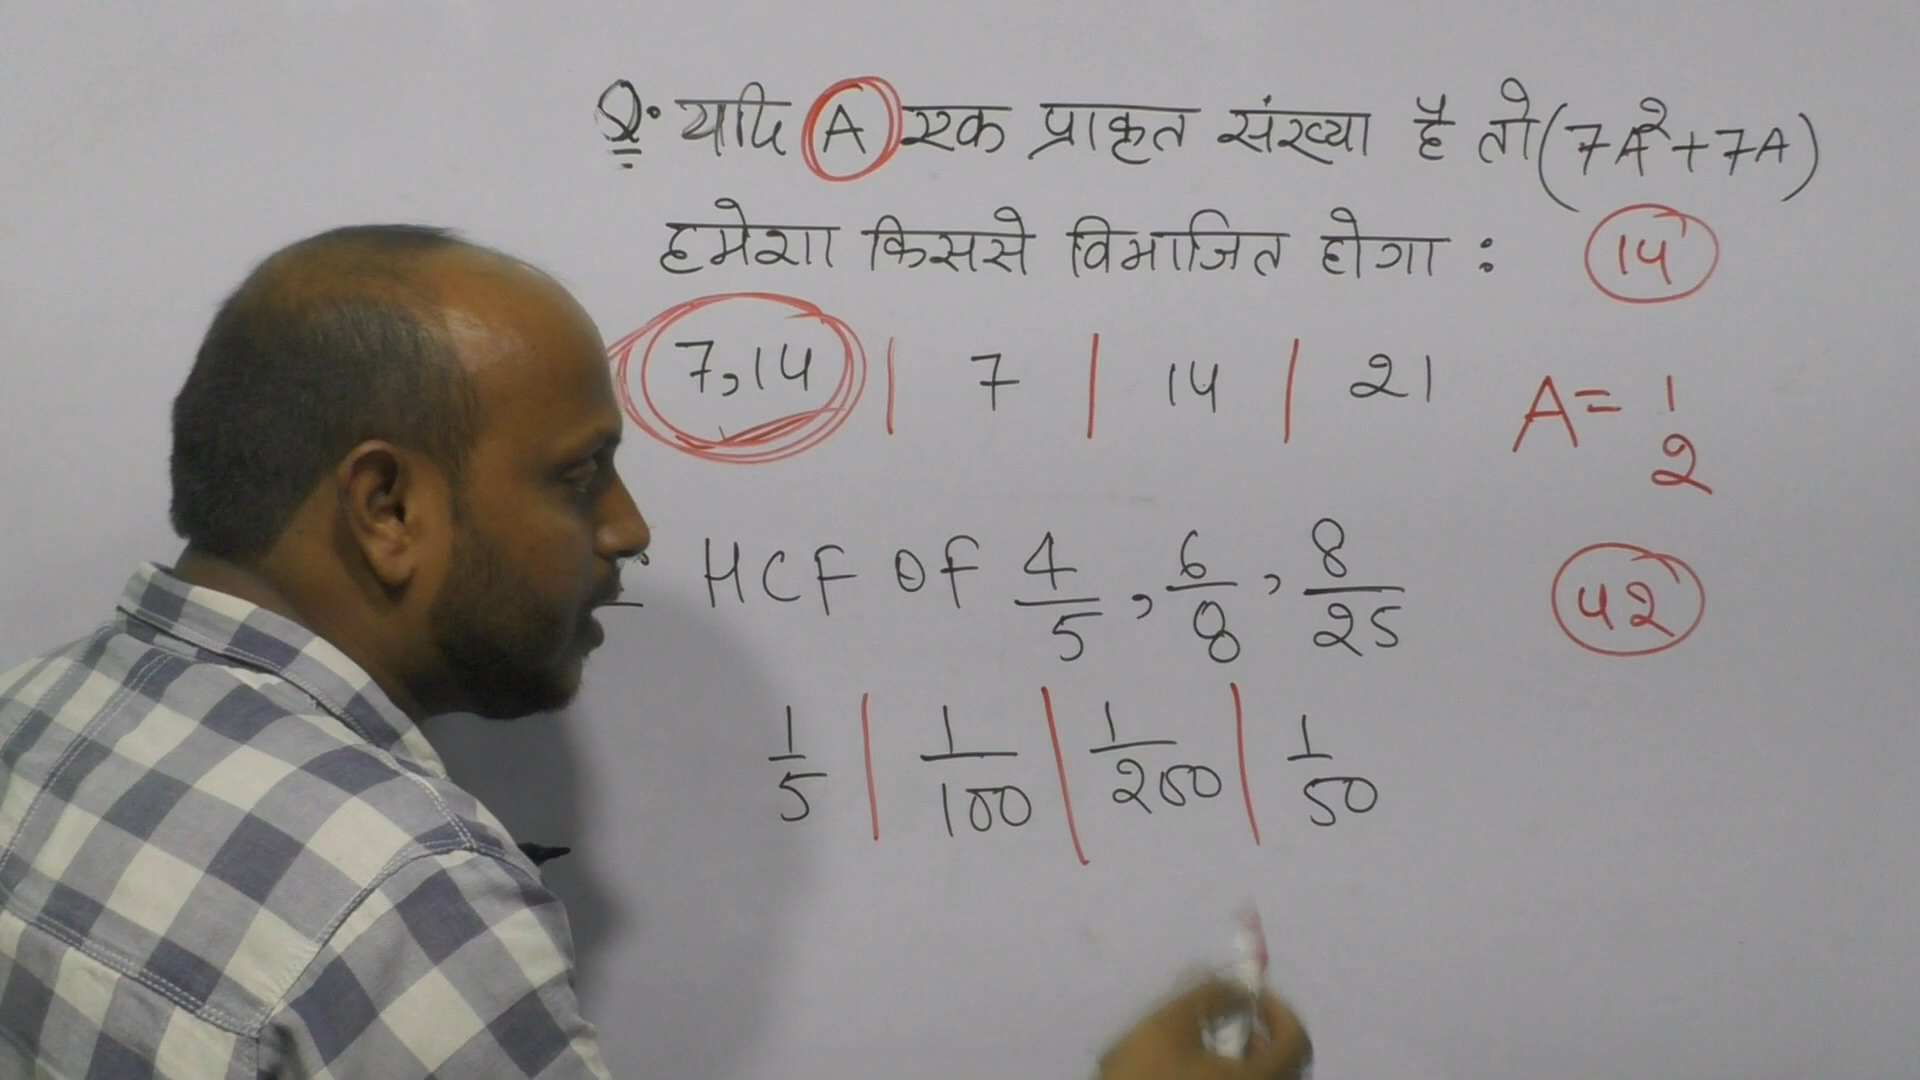 Q. यदि A एक प्राकृत संख्या है तो (7A²+7A)
हमेशा किससे विभाजित होगा : 14
7,14 | 7 | 14 | 21
A = 1
2
HCF OF 4/5, 6/8, 8/25
42
1/5 | 1/100 | 1/200 | 1/50